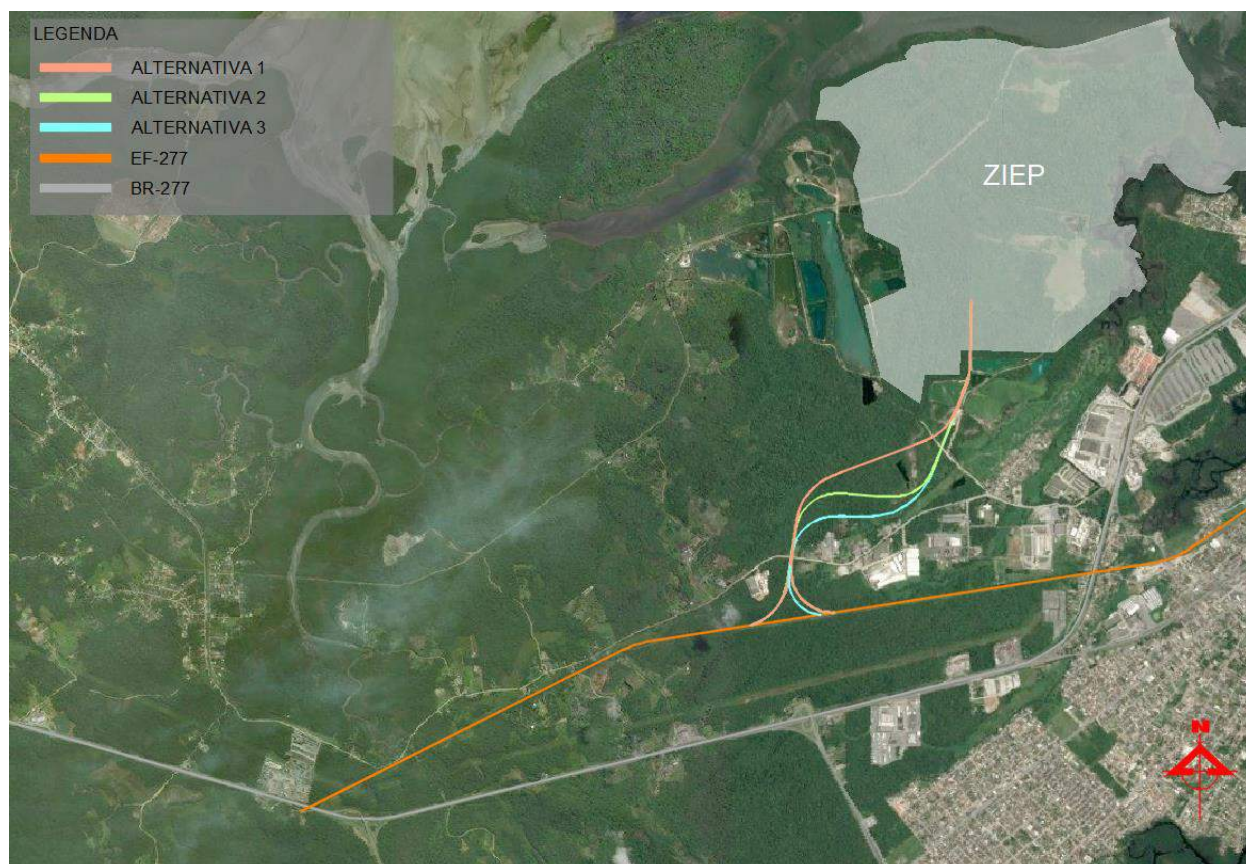 LEGENDA
ALTERNATIVA 1
ALTERNATIVA 2
ALTERNATIVA 3
EF-277
BR-277
ZIEP
N